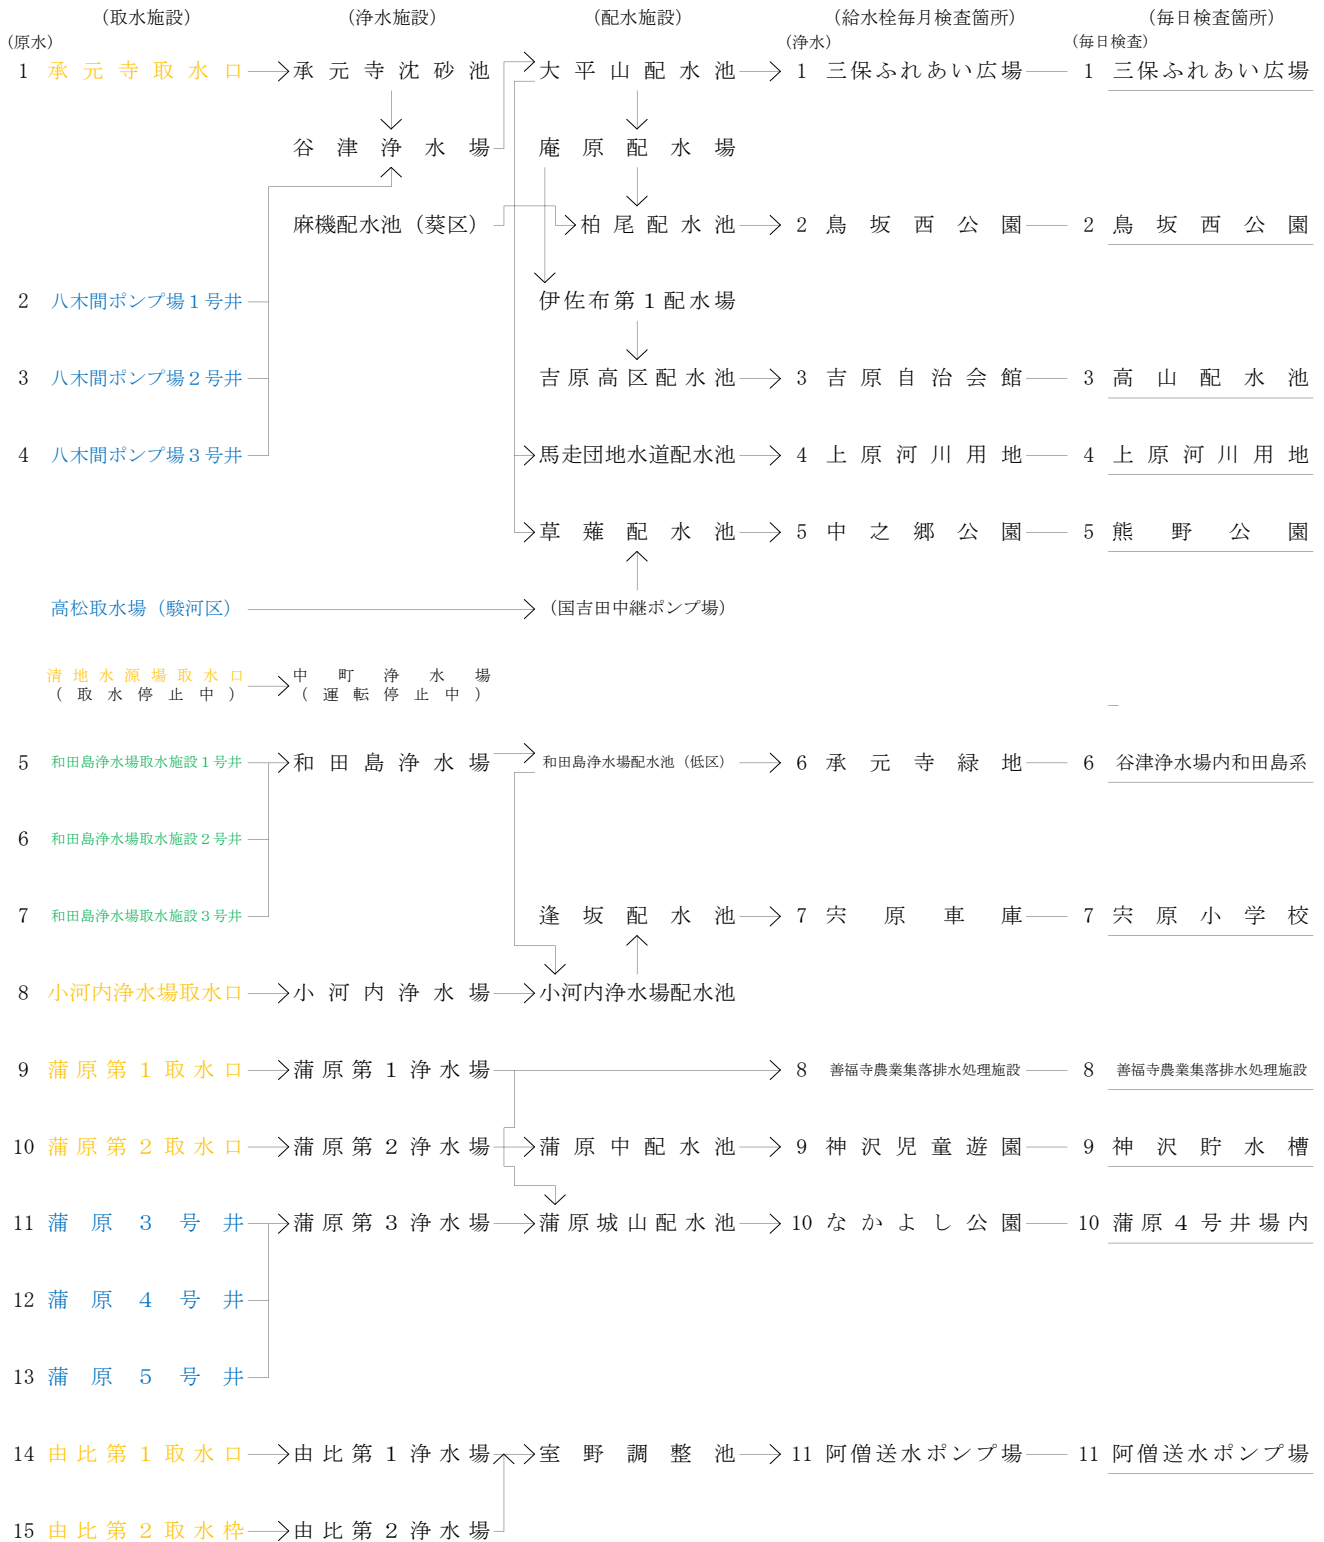 （取水施設） （浄水施設） （配水施設） （給水栓毎月検査箇所） （毎日検査箇所）
（原水） （浄水） （毎日検査）
1 承元寺取水口 承元寺沈砂池 大平山配水池 1 三保ふれあい広場 1 三保ふれあい広場
谷津浄水場 庵原配水場
麻機配水池（葵区） 柏尾配水池 2 鳥坂西公園 2 鳥坂西公園
2 八木間ポンプ場１号井 伊佐布第１配水場
3 八木間ポンプ場２号井 吉原高区配水池 3 吉原自治会館 3 高山配水池
4 八木間ポンプ場３号井 馬走団地水道配水池 4 上原河川用地 4 上原河川用地
草薙配水池 5 中之郷公園 5 熊野公園
高松取水場（駿河区） （国吉田中継ポンプ場）
清地水源場取水口 中町浄水場
（取水停止中） （運転停止中）
5 和田島浄水場取水施設１号井 和田島浄水場 和田島浄水場配水池（低区） 6 承元寺緑地 6 谷津浄水場内和田島系
6 和田島浄水場取水施設２号井
7 和田島浄水場取水施設３号井 逢坂配水池 7 宍原車庫 7 宍原小学校
8 小河内浄水場取水口 小河内浄水場 小河内浄水場配水池
9 蒲原第１取水口 蒲原第１浄水場 8 善福寺農業集落排水処理施設 8 善福寺農業集落排水処理施設
10 蒲原第２取水口 蒲原第２浄水場 蒲原中配水池 9 神沢児童遊園 9 神沢貯水槽
11 蒲原３号井 蒲原第３浄水場 蒲原城山配水池 10 なかよし公園 10 蒲原４号井場内
12 蒲原４号井
13 蒲原５号井
14 由比第１取水口 由比第１浄水場 室野調整池 11 阿僧送水ポンプ場 11 阿僧送水ポンプ場
15 由比第２取水枠 由比第２浄水場